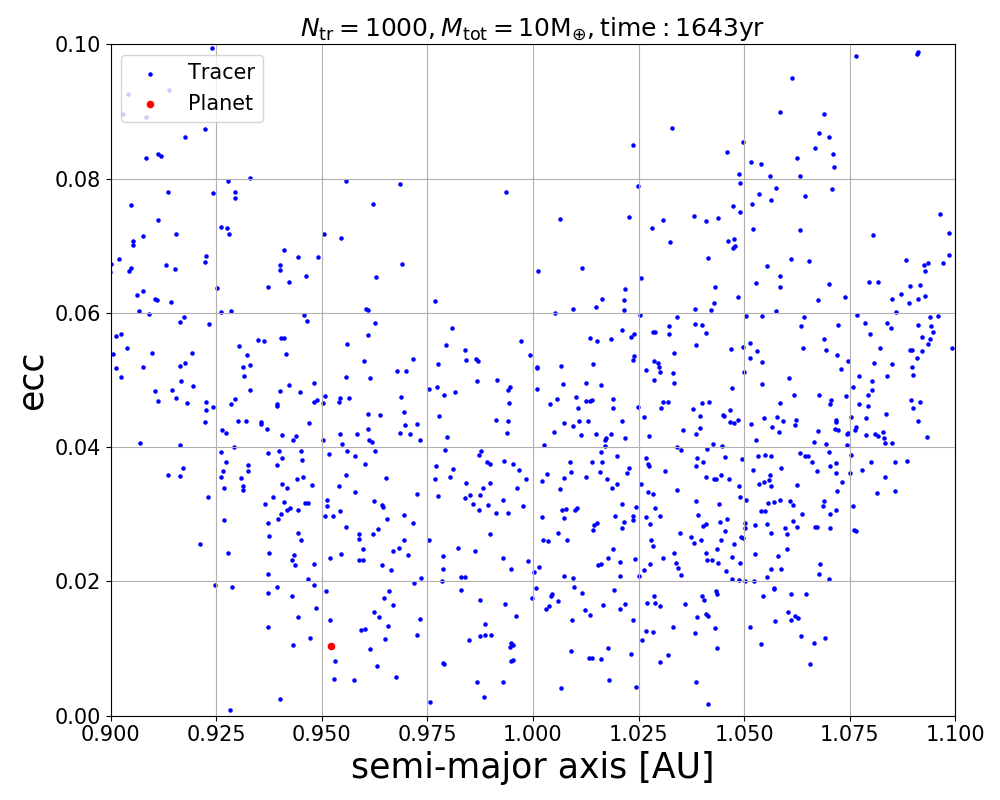 N_tr = 1000, M_tot = 10M_⊕, time : 1643yr
Tracer
Planet
0.10
0.08
0.06
0.04
0.02
0.00
ecc
0.900 0.925 0.950 0.975 1.000 1.025 1.050 1.075 1.100
semi-major axis [AU]